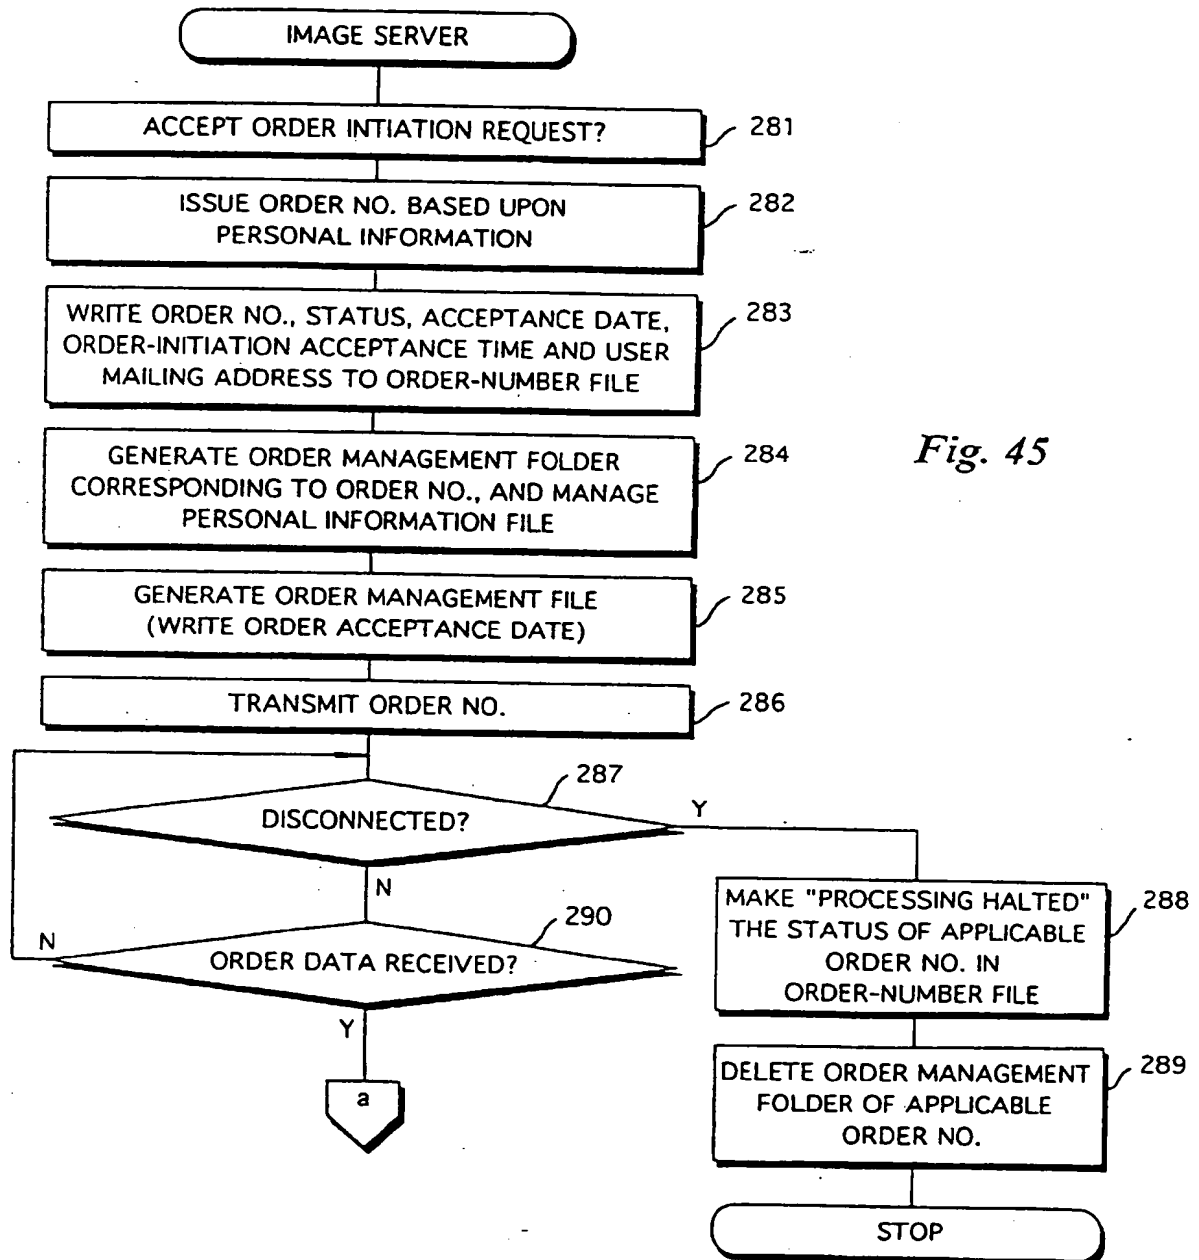 IMAGE SERVER
ACCEPT ORDER INTIATION REQUEST?
281
ISSUE ORDER NO. BASED UPON
PERSONAL INFORMATION
282
WRITE ORDER NO., STATUS, ACCEPTANCE DATE,
ORDER-INITIATION ACCEPTANCE TIME AND USER
MAILING ADDRESS TO ORDER-NUMBER FILE
283
GENERATE ORDER MANAGEMENT FOLDER
CORRESPONDING TO ORDER NO., AND MANAGE
PERSONAL INFORMATION FILE
284
Fig. 45
GENERATE ORDER MANAGEMENT FILE
(WRITE ORDER ACCEPTANCE DATE)
285
TRANSMIT ORDER NO.
286
287
DISCONNECTED?
Y
N
290
N
ORDER DATA RECEIVED?
Y
a
MAKE "PROCESSING HALTED"
THE STATUS OF APPLICABLE
ORDER NO. IN
ORDER-NUMBER FILE
288
DELETE ORDER MANAGEMENT
FOLDER OF APPLICABLE
ORDER NO.
289
STOP